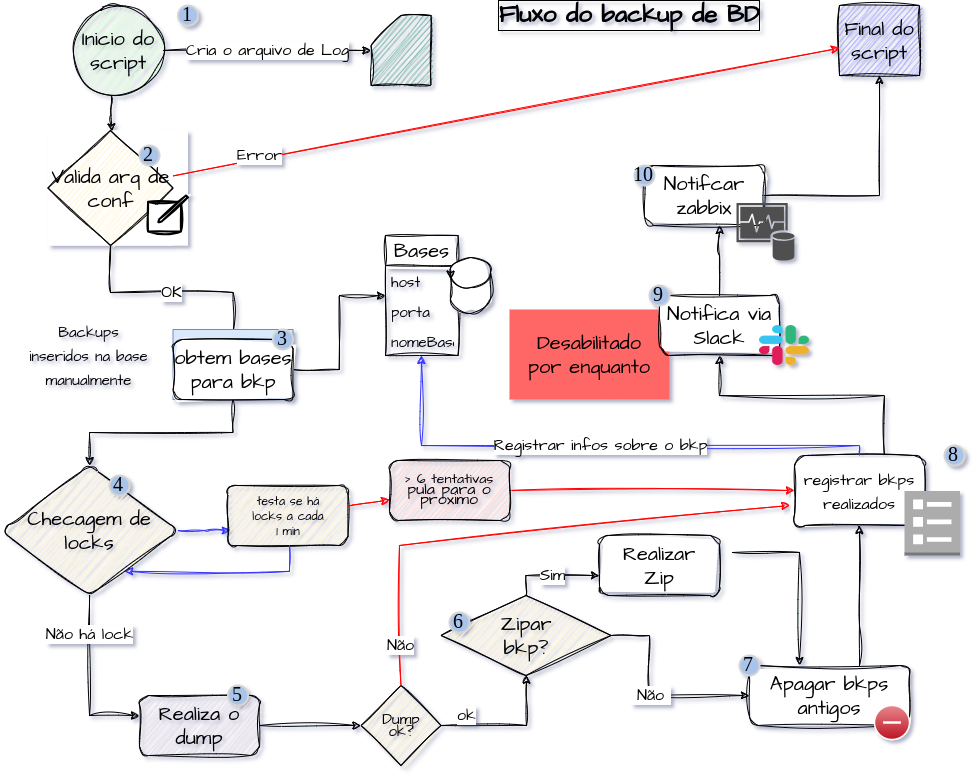 Fluxo do backup de BD
1
Inicio do
script
Cria o arquivo de Log
Final do
script
2
Valida arq de
conf
Error
OK
10
Notifcar
zabbix
Bases
host
porta
nomeBas
9
Notifica via
Slack
Desabilitado
por enquanto
Backups
inseridos na base
manualmente
3
obtem bases
para bkp
Registrar infos sobre o bkp
8
registrar bkps
realizados
4
Checagem de
locks
testa se há
locks a cada
1 min
> 6 tentativas
pula para o
próximo
Não há lock
5
Realiza o
dump
Dump
ok?
Não
ok
6
Zipar
bkp?
Sim
Realizar
Zip
Não
7
Apagar bkps
antigos